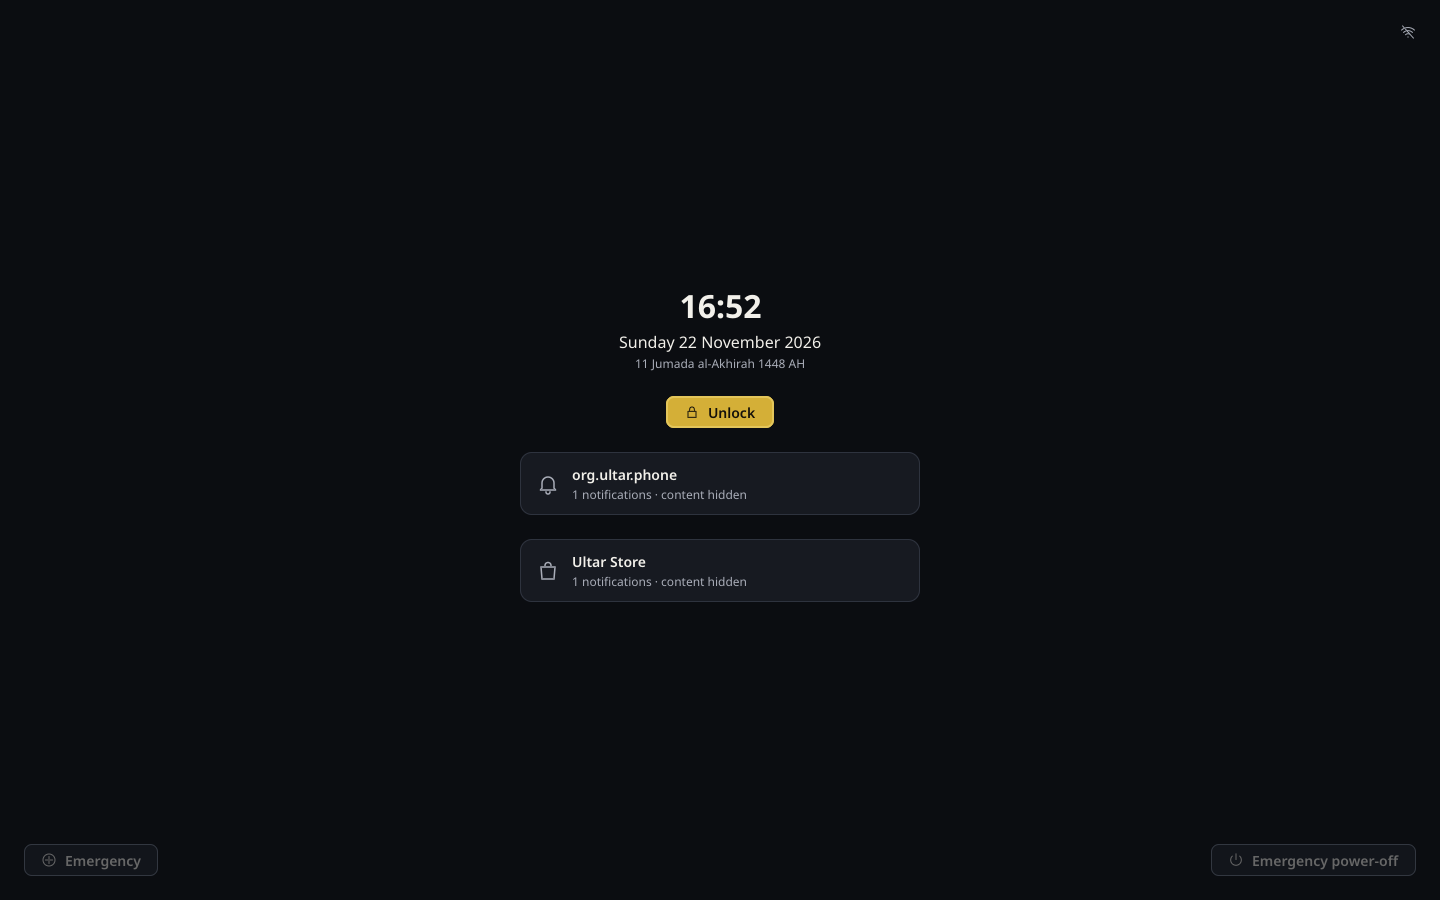 16:52
Sunday 22 November 2026
11 Jumada al-Akhirah 1448 AH
Unlock
org.ultar.phone
1 notifications · content hidden
Ultar Store
1 notifications · content hidden
Emergency
Emergency power-off